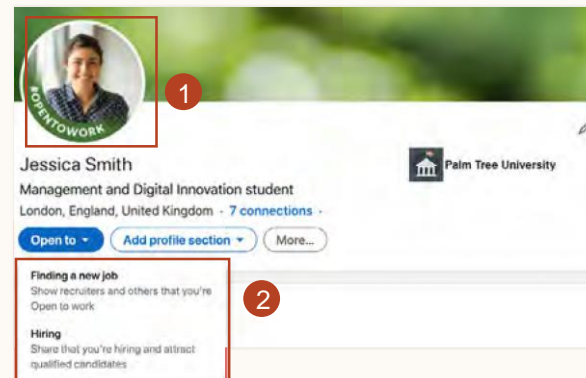 #OPENTOWORK
1
Jessica Smith
Palm Tree University
Management and Digital Innovation student
London, England, United Kingdom · 7 connections ·
Open to
Add profile section
More...
Finding a new job
Show recruiters and others that you're
Open to work
2
Hiring
Share that you're hiring and attract
qualified candidates